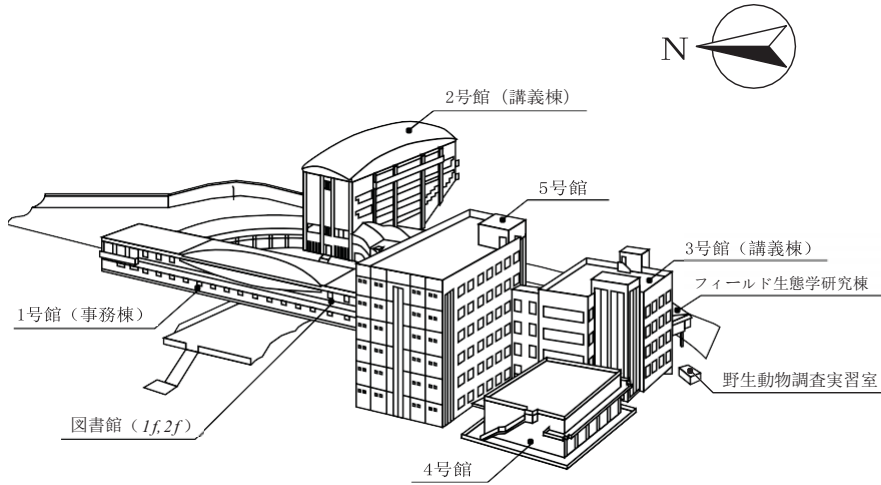 N
2号館（講義棟）
5号館
3号館（講義棟）
フィールド生態学研究棟
1号館（事務棟）
野生動物調査実習室
図書館（1f,2f）
4号館